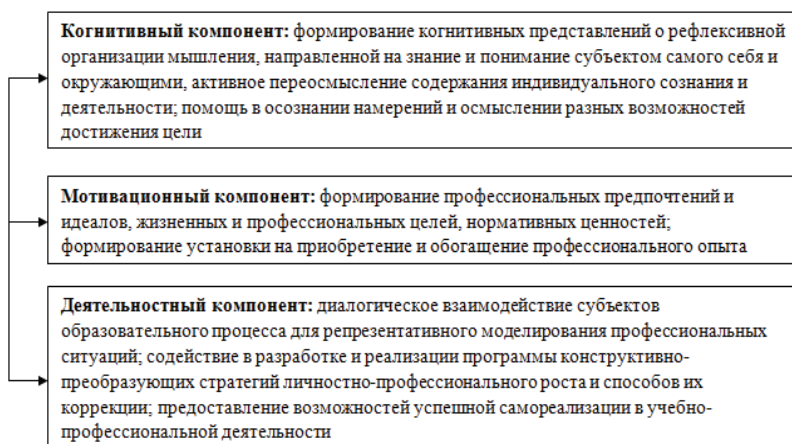 Когнитивный компонент: формирование когнитивных представлений о рефлексивной
организации мышления, направленной на знание и понимание субъектом самого себя и
окружающими, активное переосмысление содержания индивидуального сознания и
деятельности; помощь в осознании намерений и осмыслении разных возможностей
достижения цели
Мотивационный компонент: формирование профессиональных предпочтений и
идеалов, жизненных и профессиональных целей, нормативных ценностей;
формирование установки на приобретение и обогащение профессионального опыта
Деятельностный компонент: диалогическое взаимодействие субъектов
образовательного процесса для репрезентативного моделирования профессиональных
ситуаций; содействие в разработке и реализации программы конструктивно-
преобразующих стратегий личностно-профессионального роста и способов их
коррекции; предоставление возможностей успешной самореализации в учебно-
профессиональной деятельности